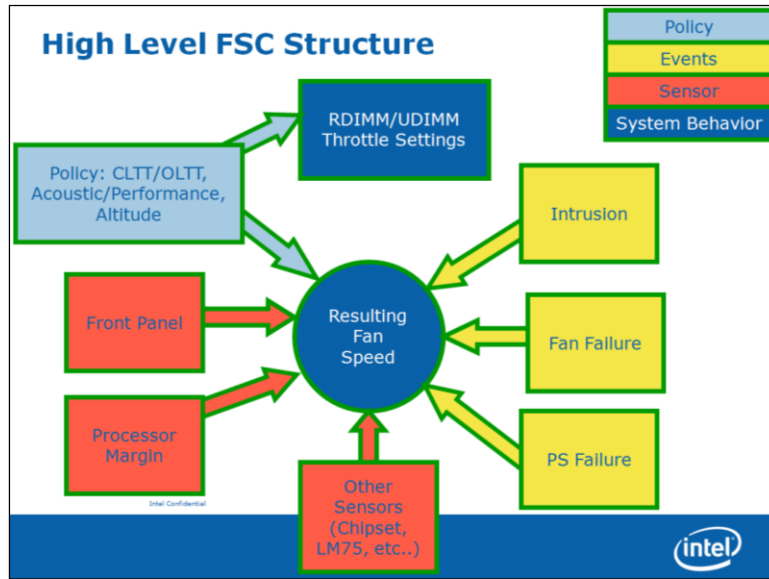 High Level FSC Structure
Policy
Events
Sensor
System Behavior
RDIMM/UDIMM
Throttle Settings
Policy: CLTT/OLTT,
Acoustic/Performance,
Altitude
Intrusion
Front Panel
Resulting
Fan
Speed
Fan Failure
Processor
Margin
PS Failure
Other
Sensors
(Chipset,
LM75, etc..)
Intel Confidential
intel